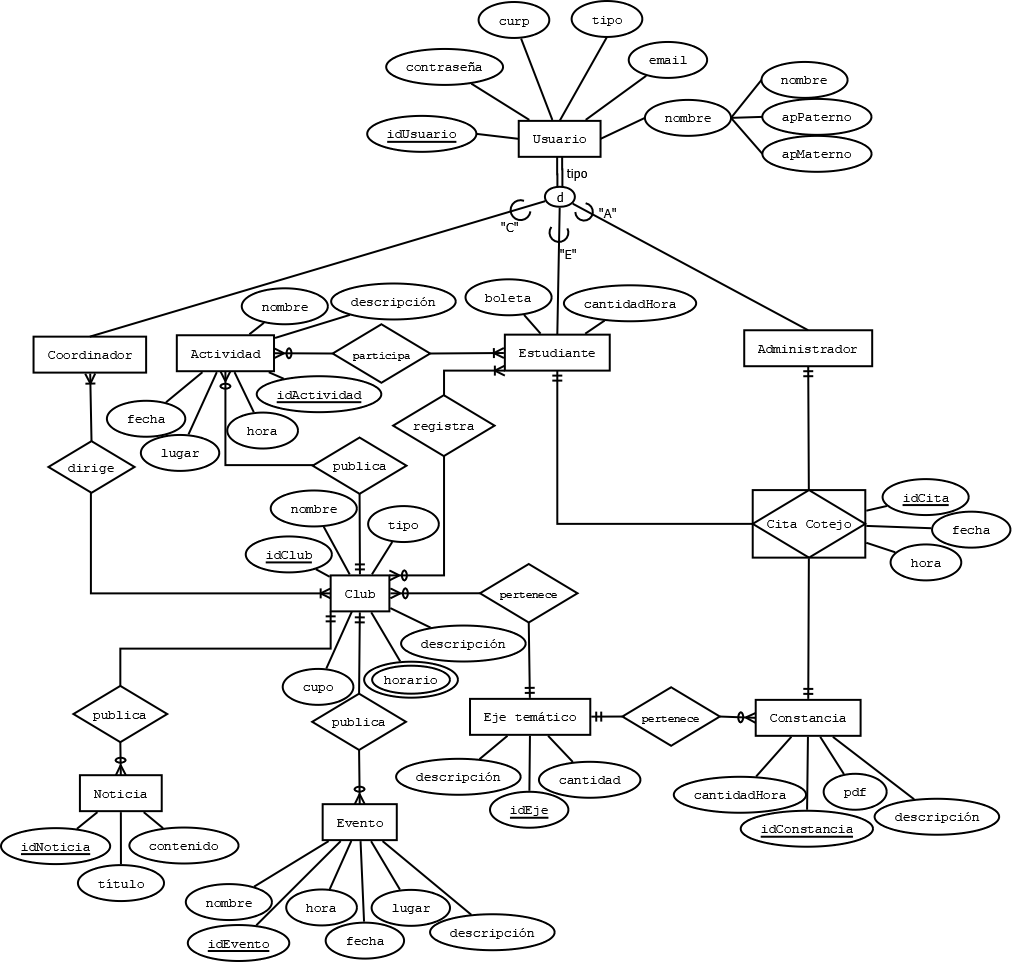 curp
tipo
contraseña
email
nombre
idUsuario
nombre
apPaterno
apMaterno
Usuario
tipo
d
"C"
"A"
"E"
nombre
descripción
boleta
cantidadHora
Coordinador
Actividad
participa
Estudiante
Administrador
idActividad
fecha
hora
lugar
registra
dirige
publica
nombre
tipo
idClub
Club
pertenece
idCita
Cita Cotejo
fecha
hora
descripción
horario
cupo
publica
publica
Eje temático
pertenece
Constancia
descripción
cantidad
idEje
cantidadHora
pdf
descripción
idConstancia
Noticia
idNoticia
contenido
título
Evento
nombre
hora
lugar
idEvento
fecha
descripción